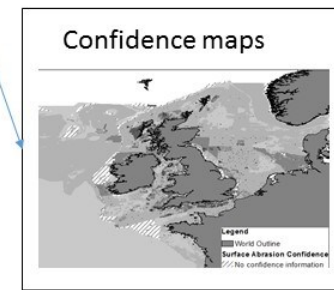 Confidence maps
Legend
World Outline
Surface Abrasion Confidence
No confidence information